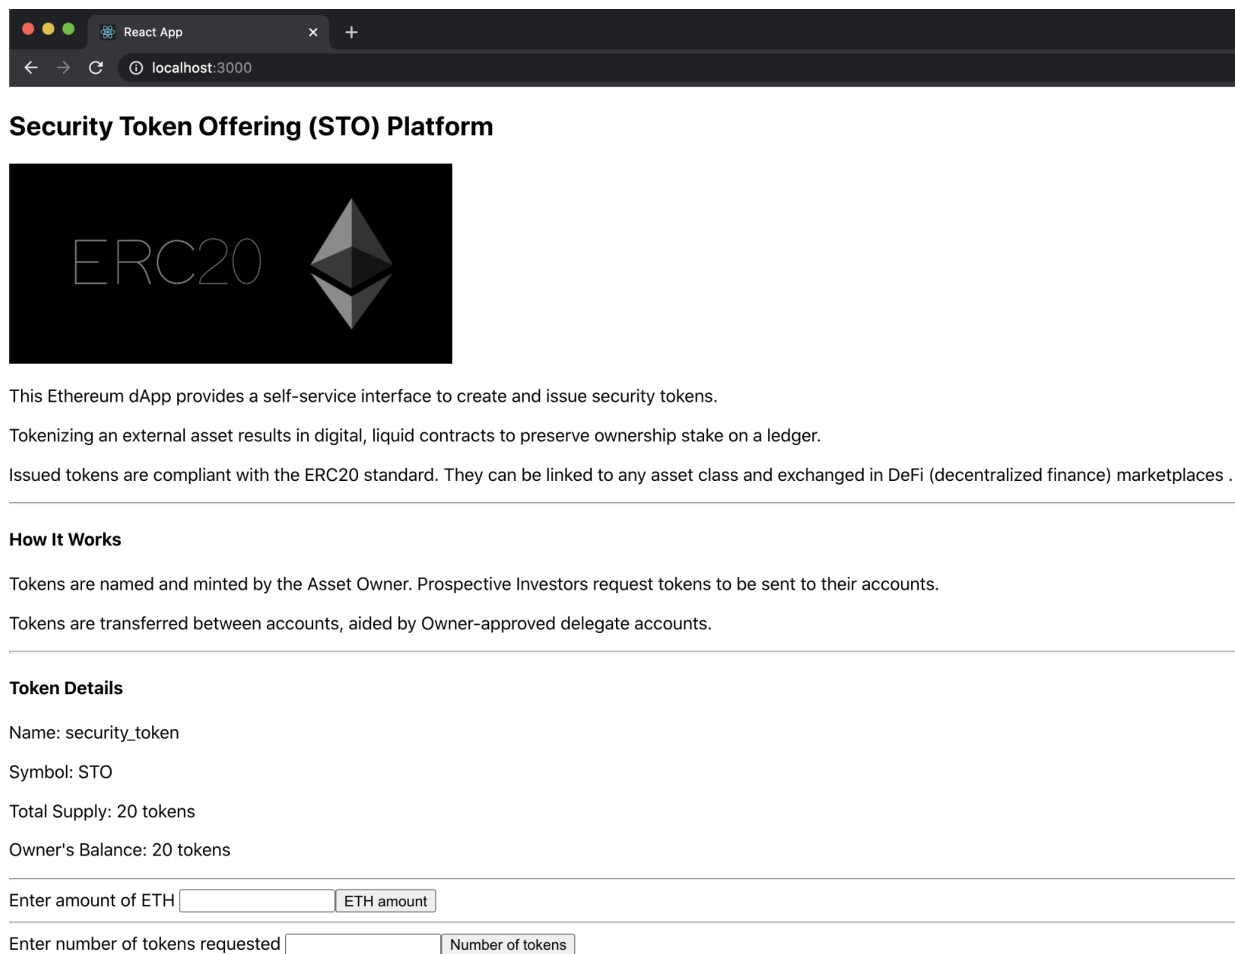 React App
localhost:3000
Security Token Offering (STO) Platform
ERC20
This Ethereum dApp provides a self-service interface to create and issue security tokens.
Tokenizing an external asset results in digital, liquid contracts to preserve ownership stake on a ledger.
Issued tokens are compliant with the ERC20 standard. They can be linked to any asset class and exchanged in DeFi (decentralized finance) marketplaces .
How It Works
Tokens are named and minted by the Asset Owner. Prospective Investors request tokens to be sent to their accounts.
Tokens are transferred between accounts, aided by Owner-approved delegate accounts.
Token Details
Name: security_token
Symbol: STO
Total Supply: 20 tokens
Owner's Balance: 20 tokens
Enter amount of ETH ETH amount
Enter number of tokens requested Number of tokens